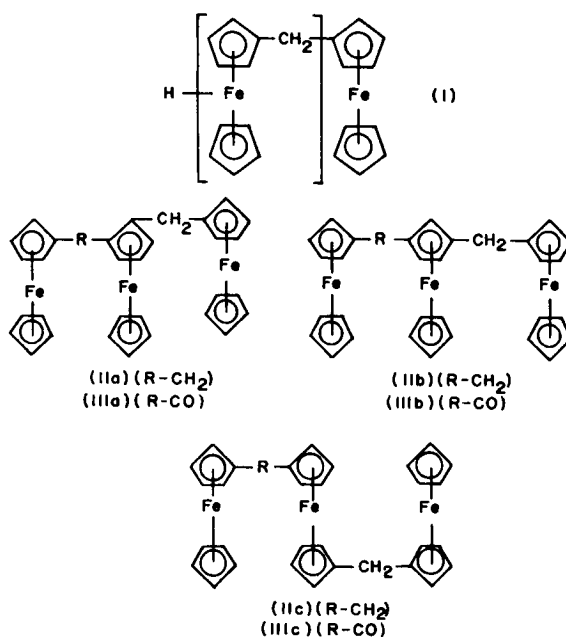 CH2
H
Fe
Fe
(I)
R
CH2
Fe
Fe
Fe
(IIa)(R-CH2)
(IIIa)(R-CO)
R
CH2
Fe
Fe
Fe
(IIb)(R-CH2)
(IIIb)(R-CO)
R
Fe
Fe
Fe
CH2
(IIc)(R-CH2)
(IIIc)(R-CO)